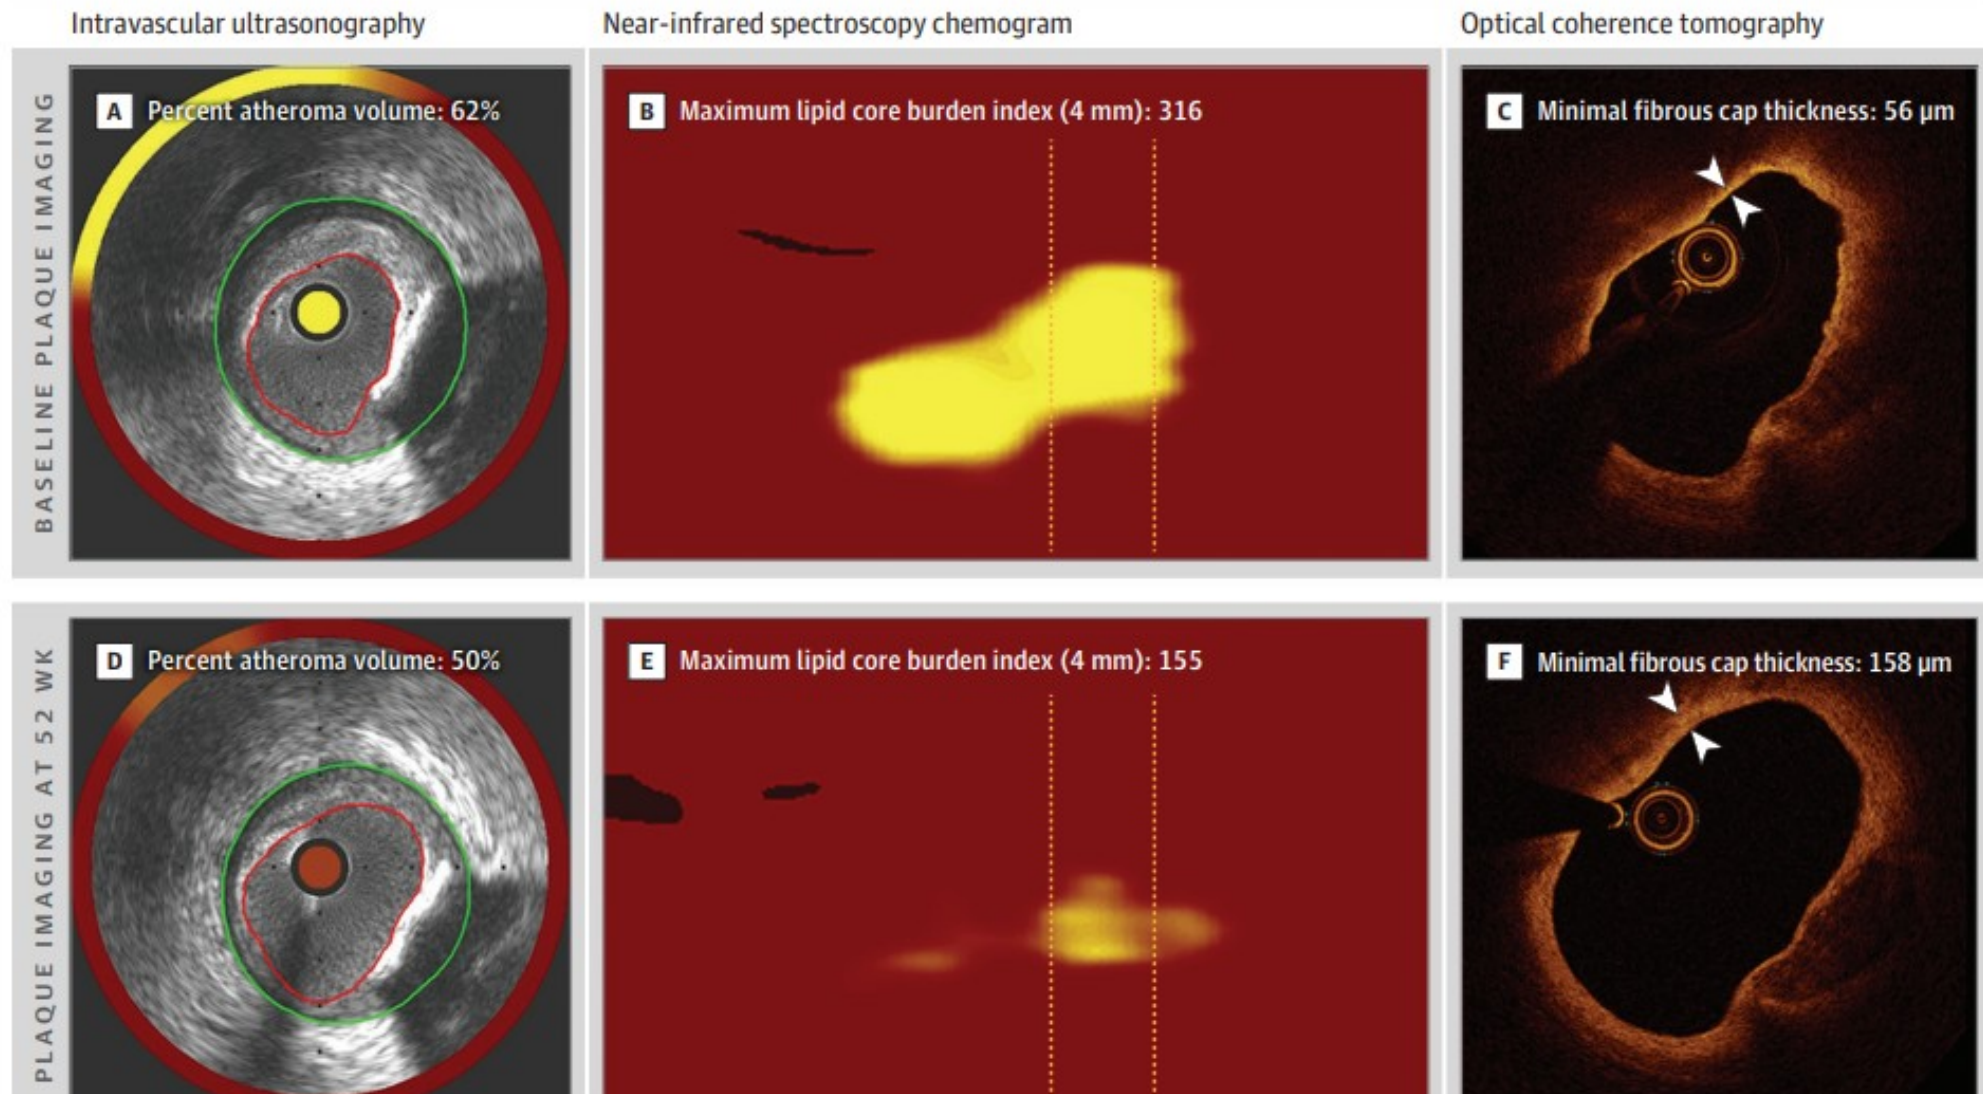 Intravascular ultrasonography
Near-infrared spectroscopy chemogram
Optical coherence tomography
BASELINE PLAQUE IMAGING
A Percent atheroma volume: 62%
B Maximum lipid core burden index (4 mm): 316
C Minimal fibrous cap thickness: 56 μm
PLAQUE IMAGING AT 52 WK
D Percent atheroma volume: 50%
E Maximum lipid core burden index (4 mm): 155
F Minimal fibrous cap thickness: 158 μm